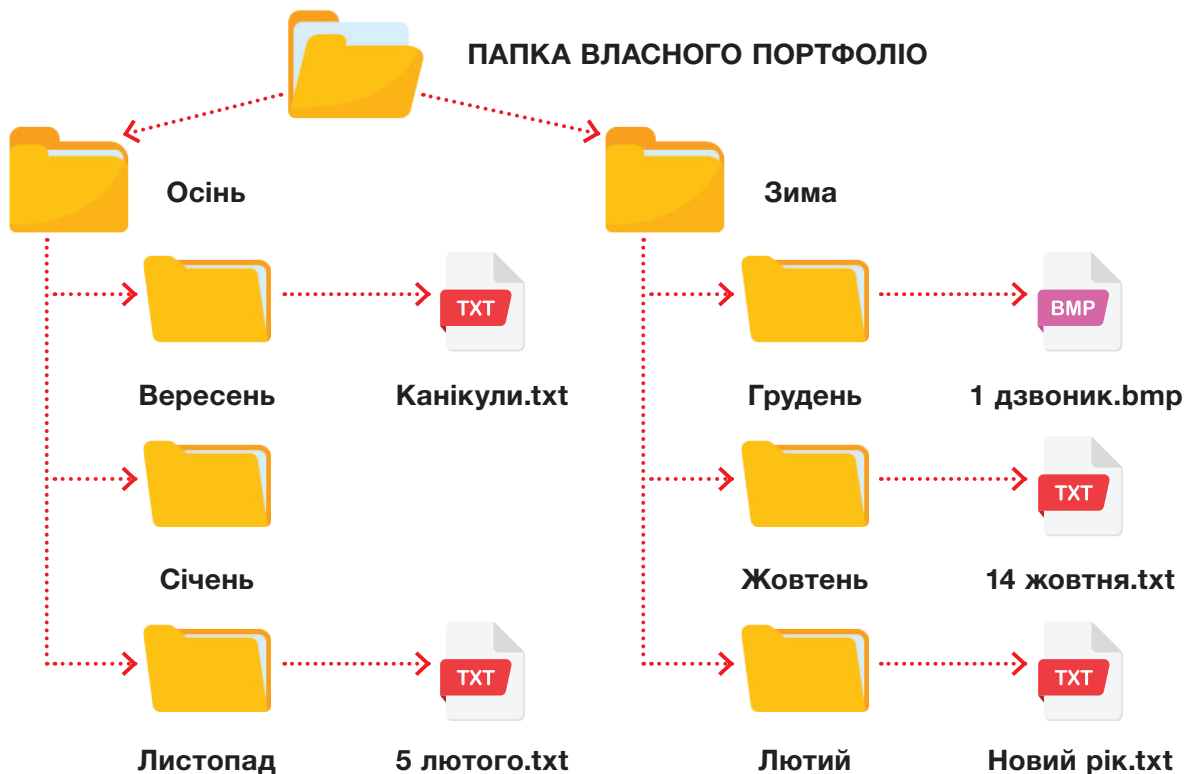 ПАПКА ВЛАСНОГО ПОРТФОЛІО
Осінь
Зима
TXT
BMP
Вересень
Канікули.txt
Грудень
1 дзвоник.bmp
TXT
Січень
Жовтень
14 жовтня.txt
TXT
TXT
Листопад
5 лютого.txt
Лютий
Новий рік.txt